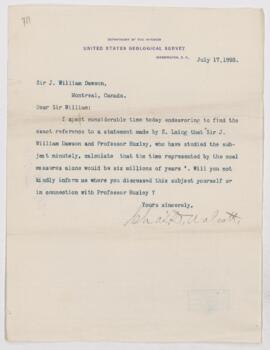 DEPARTMENT OF THE INTERIOR
UNITED STATES GEOLOGICAL SURVEY
WASHINGTON, D. C.
July 17, 1893.
Sir J. William Dawson,
Montreal, Canada.
Dear Sir William:
I spent considerable time today endeavoring to find the
exact reference to a statement made by S. Laing that "Sir J.
William Dawson and Professor Huxley, who have studied the sub-
ject minutely, calculate that the time represented by the coal
measures alone would be six millions of years". Will you not
kindly inform me where you discussed this subject yourself or
in connection with Professor Huxley ?
Yours sincerely,
Chas. D. Walcott.